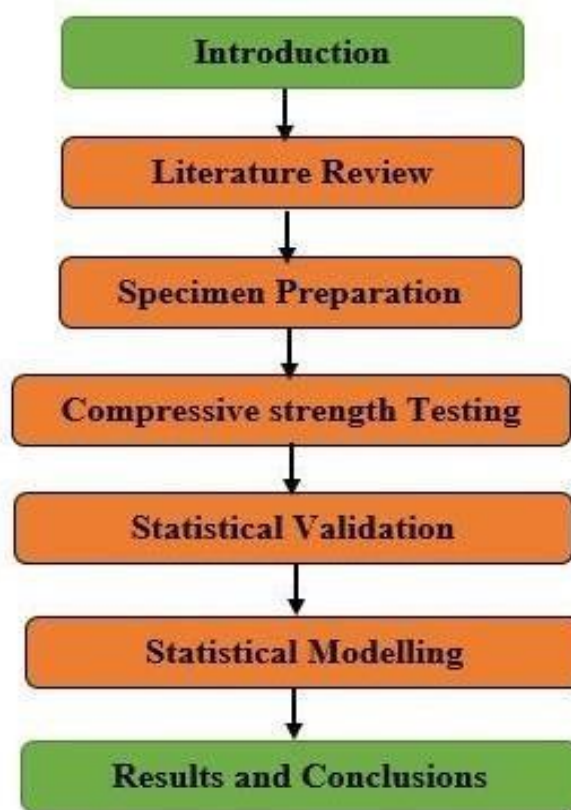 Introduction
Literature Review
Specimen Preparation
Compressive strength Testing
Statistical Validation
Statistical Modelling
Results and Conclusions